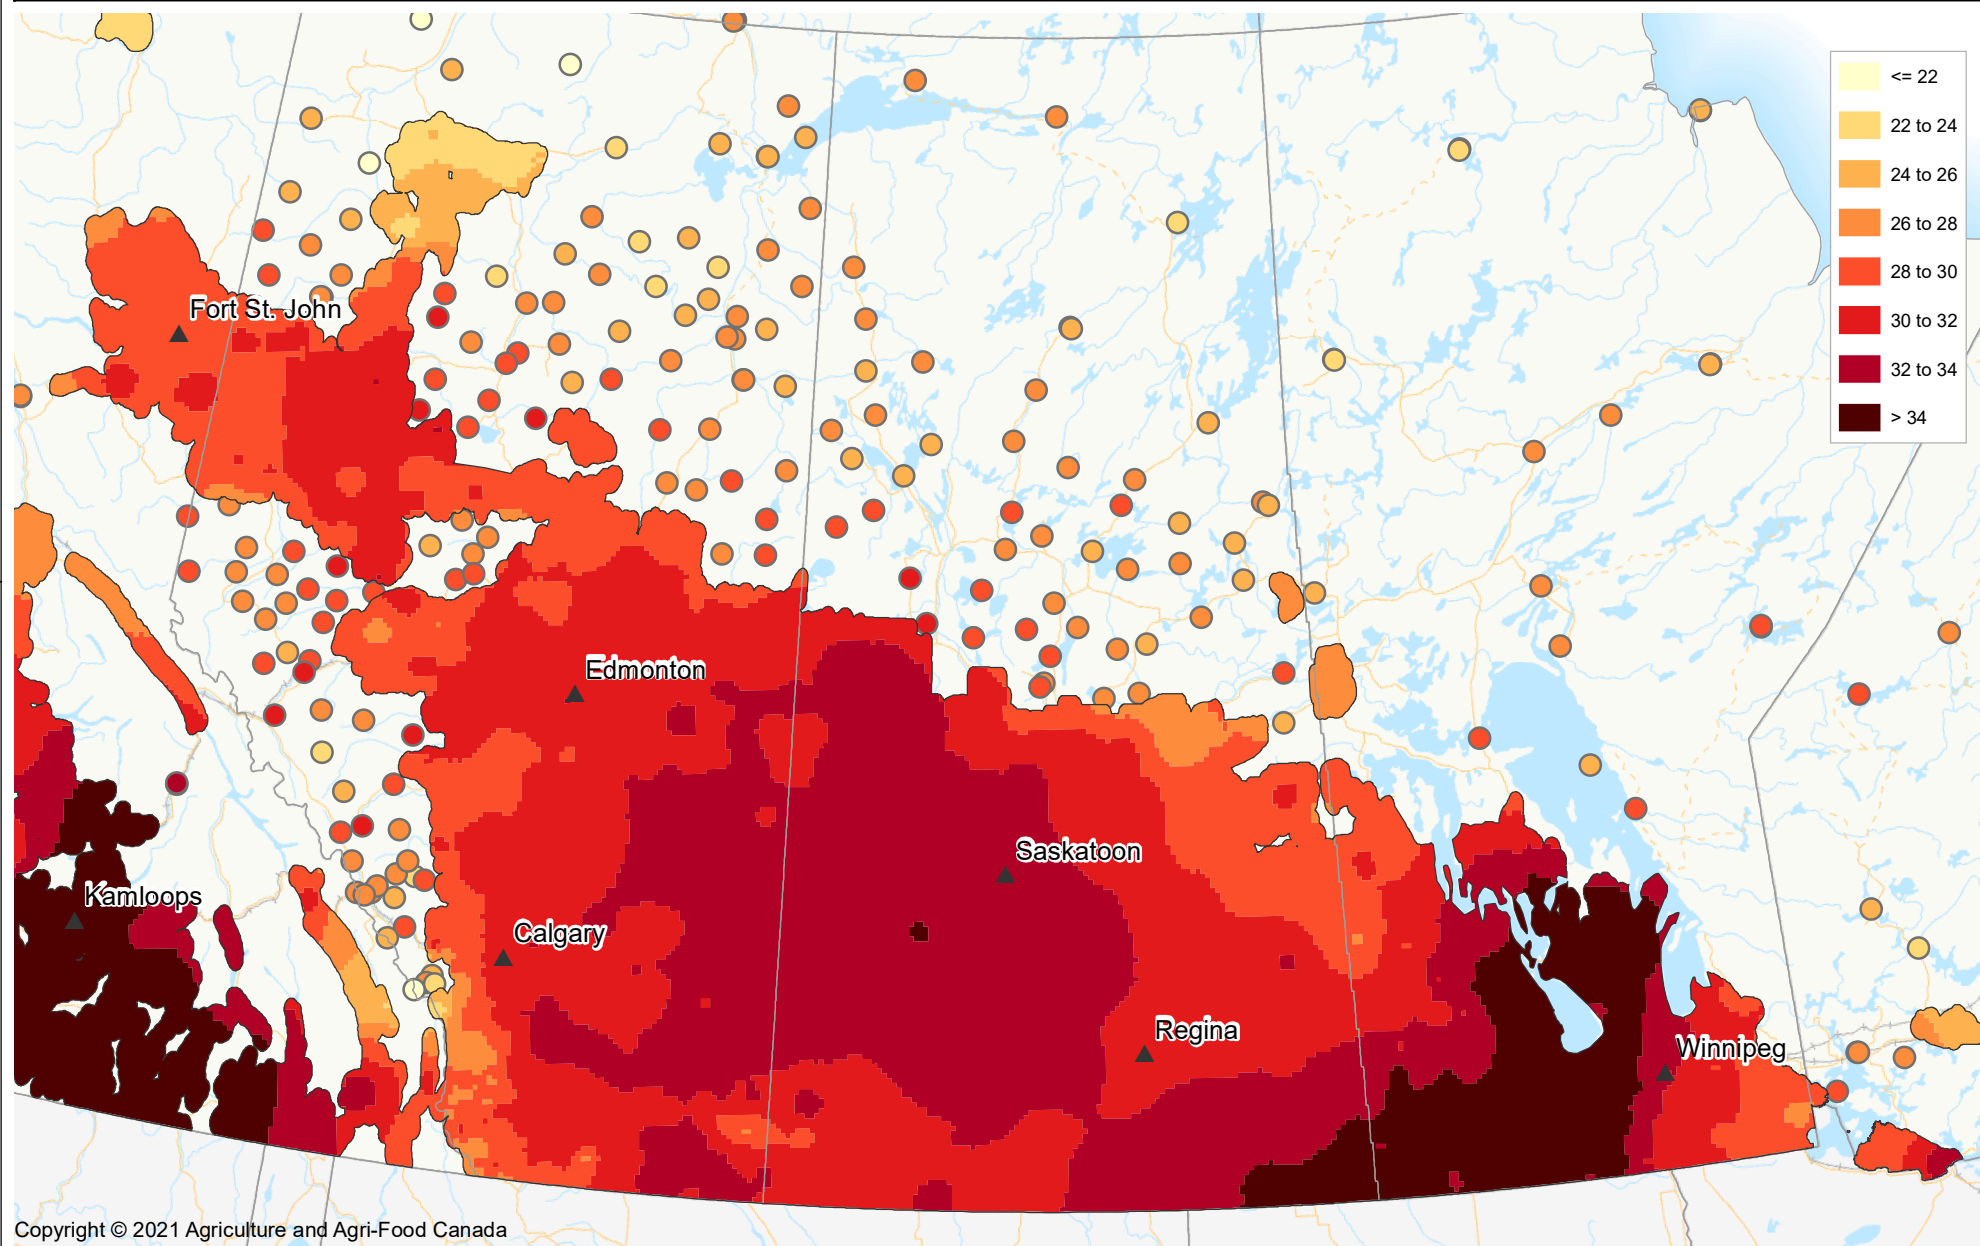 <= 22
22 to 24
24 to 26
26 to 28
28 to 30
30 to 32
32 to 34
> 34
Fort St. John
Edmonton
Saskatoon
Kamloops
Calgary
Regina
Winnipeg
Copyright © 2021 Agriculture and Agri-Food Canada